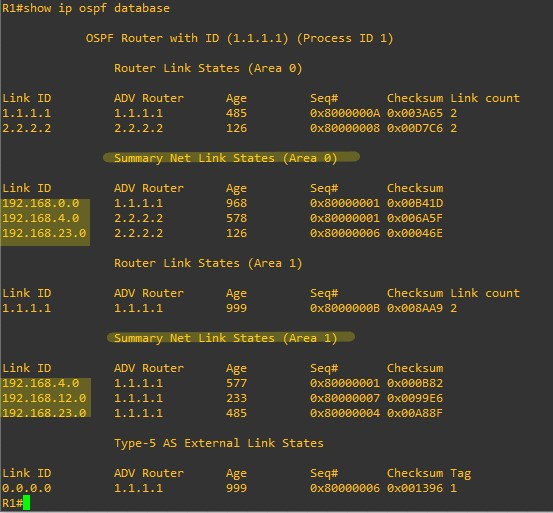 R1#show ip ospf database
OSPF Router with ID (1.1.1.1) (Process ID 1)
Router Link States (Area 0)
Link ID ADV Router Age Seq# Checksum Link count
1.1.1.1 1.1.1.1 485 0x8000000A 0x003A65 2
2.2.2.2 2.2.2.2 126 0x80000008 0x00D7C6 2
Summary Net Link States (Area 0)
Link ID ADV Router Age Seq# Checksum
192.168.0.0 1.1.1.1 968 0x80000001 0x00B41D
192.168.4.0 2.2.2.2 578 0x80000001 0x006A5F
192.168.23.0 2.2.2.2 126 0x80000006 0x00046E
Router Link States (Area 1)
Link ID ADV Router Age Seq# Checksum Link count
1.1.1.1 1.1.1.1 999 0x8000000B 0x008AA9 2
Summary Net Link States (Area 1)
Link ID ADV Router Age Seq# Checksum
192.168.4.0 1.1.1.1 577 0x80000001 0x000B82
192.168.12.0 1.1.1.1 233 0x80000007 0x0099E6
192.168.23.0 1.1.1.1 485 0x80000004 0x00A88F
Type-5 AS External Link States
Link ID ADV Router Age Seq# Checksum Tag
0.0.0.0 1.1.1.1 999 0x80000006 0x001396 1
R1#